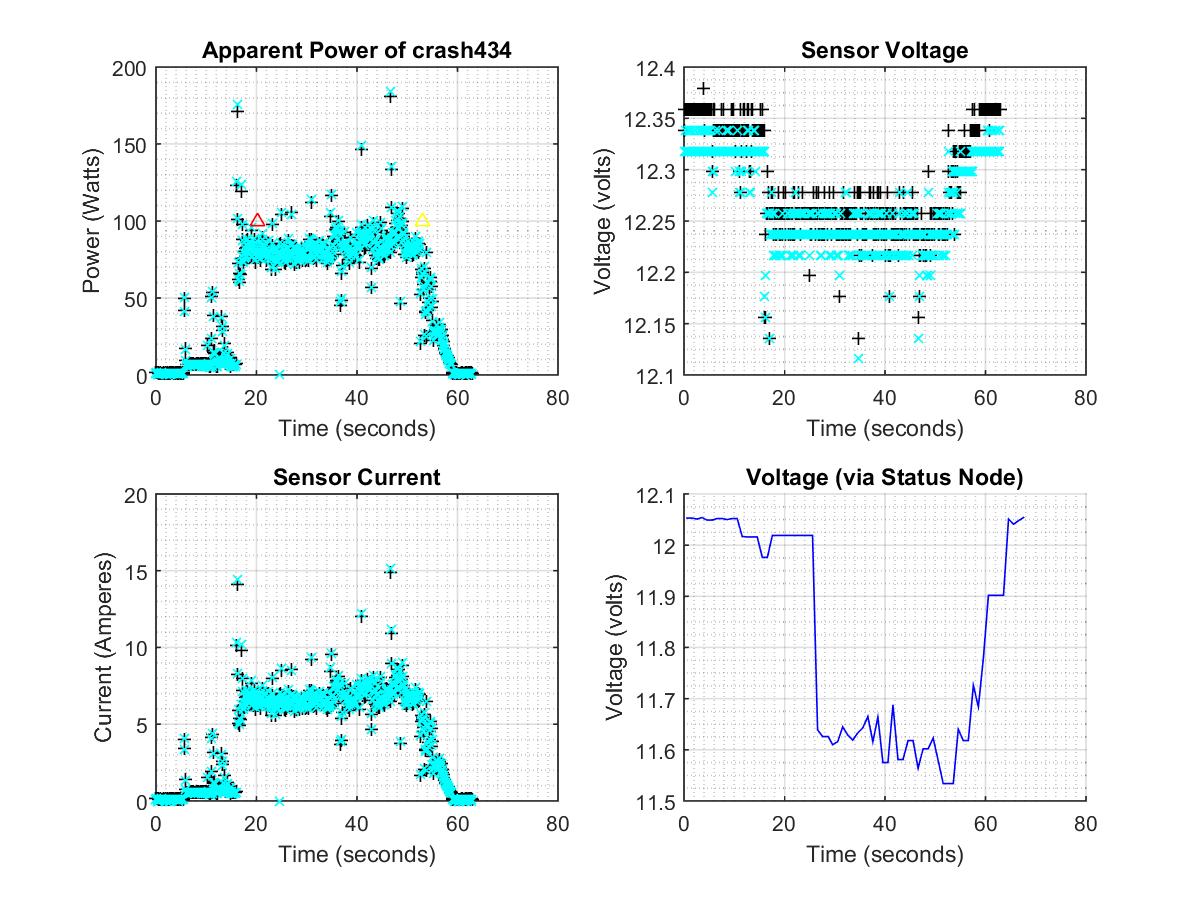 Apparent Power of crash434
200
150
100
50
0
Power (Watts)
0 20 40 60 80
Time (seconds)
Sensor Voltage
12.4
12.35
12.3
12.25
12.2
12.15
12.1
Voltage (volts)
0 20 40 60 80
Time (seconds)
Sensor Current
20
15
10
5
0
Current (Amperes)
0 20 40 60 80
Time (seconds)
Voltage (via Status Node)
12.1
12
11.9
11.8
11.7
11.6
11.5
Voltage (volts)
0 20 40 60 80
Time (seconds)